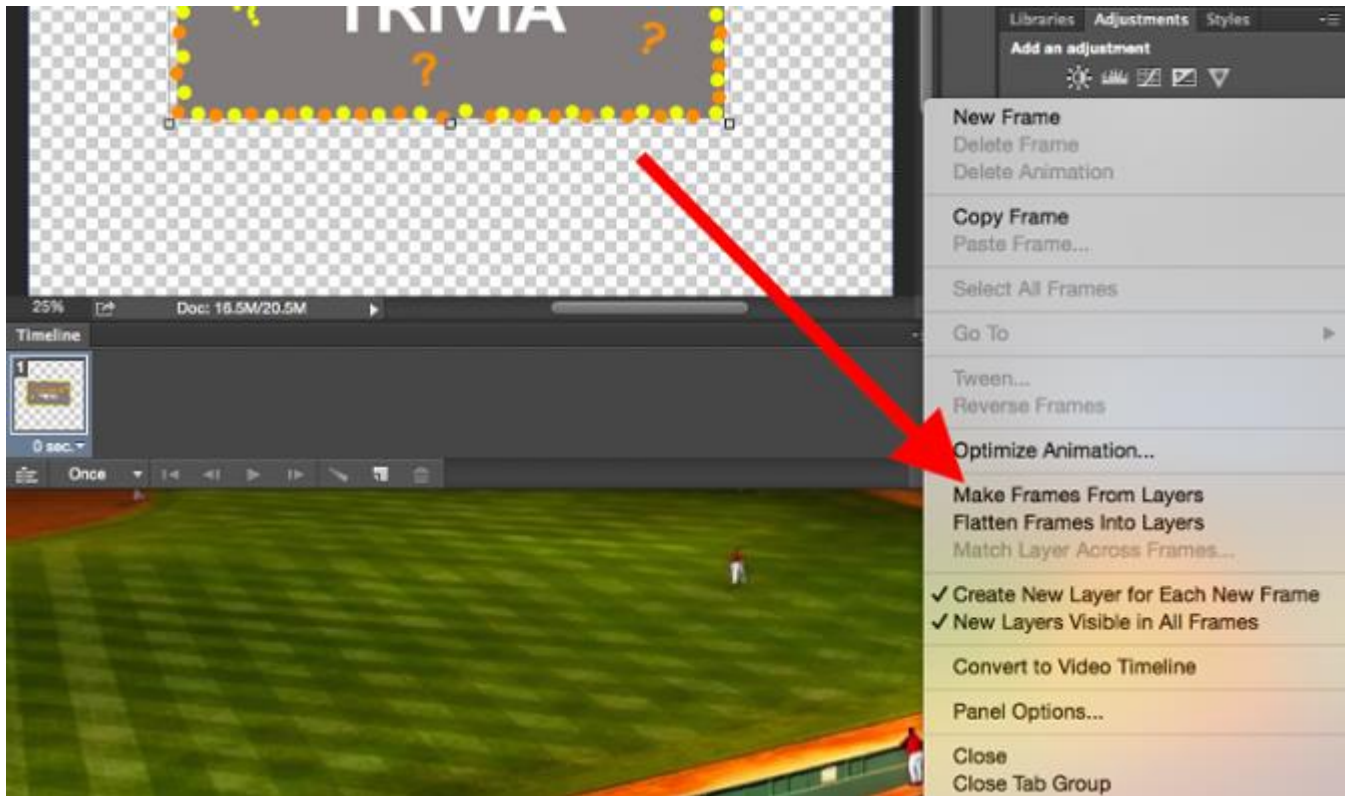 TRIVIA
?
?
?
25%
Doc: 16.5M/20.5M
Timeline
1
0 sec.
Once
Libraries Adjustments Styles
Add an adjustment
New Frame
Delete Frame
Delete Animation
Copy Frame
Paste Frame...
Select All Frames
Go To
Tween...
Reverse Frames
Optimize Animation...
Make Frames From Layers
Flatten Frames Into Layers
Match Layer Across Frames...
✓ Create New Layer for Each New Frame
✓ New Layers Visible in All Frames
Convert to Video Timeline
Panel Options...
Close
Close Tab Group